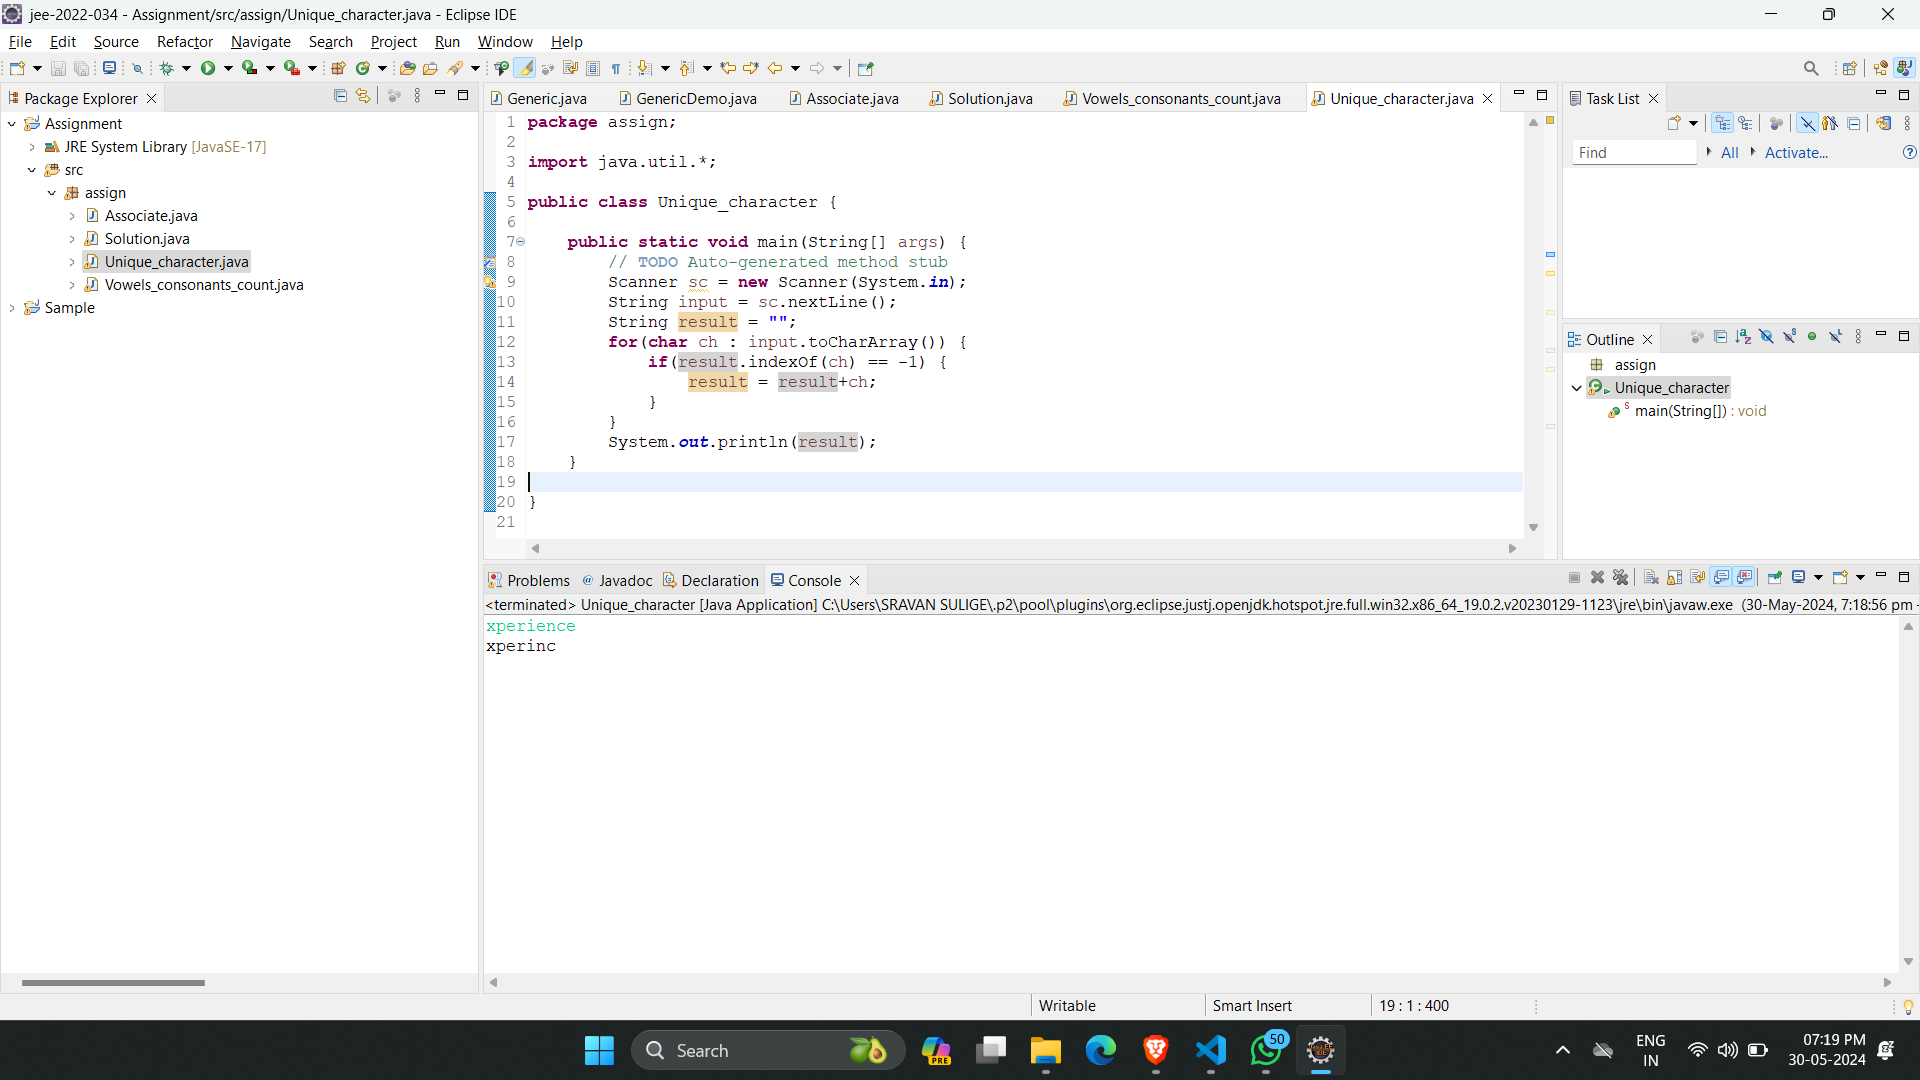 jee-2022-034 - Assignment/src/assign/Unique_character.java - Eclipse IDE
File Edit Source Refactor Navigate Search Project Run Window Help
Package Explorer
Assignment
JRE System Library [JavaSE-17]
src
assign
Associate.java
Solution.java
Unique_character.java
Vowels_consonants_count.java
Sample
Generic.java GenericDemo.java Associate.java Solution.java Vowels_consonants_count.java Unique_character.java
1 package assign;
2
3 import java.util.*;
4
5 public class Unique_character {
6
7 public static void main(String[] args) {
8 // TODO Auto-generated method stub
9 Scanner sc = new Scanner(System.in);
10 String input = sc.nextLine();
11 String result = "";
12 for(char ch : input.toCharArray()) {
13 if(result.indexOf(ch) == -1) {
14 result = result+ch;
15 }
16 }
17 System.out.println(result);
18 }
19
20 }
21
Task List
Find All Activate...
Outline
assign
Unique_character
main(String[]) : void
Problems Javadoc Declaration Console
<terminated> Unique_character [Java Application] C:\Users\SRAVAN SULIGE\.p2\pool\plugins\org.eclipse.justj.openjdk.hotspot.jre.full.win32.x86_64_19.0.2.v20230129-1123\jre\bin\javaw.exe (30-May-2024, 7:18:56 pm -
xperience
xperinc
Writable Smart Insert 19 : 1 : 400
Search
PRE
50
JAVA EE
IDE
ENG
IN
07:19 PM
30-05-2024